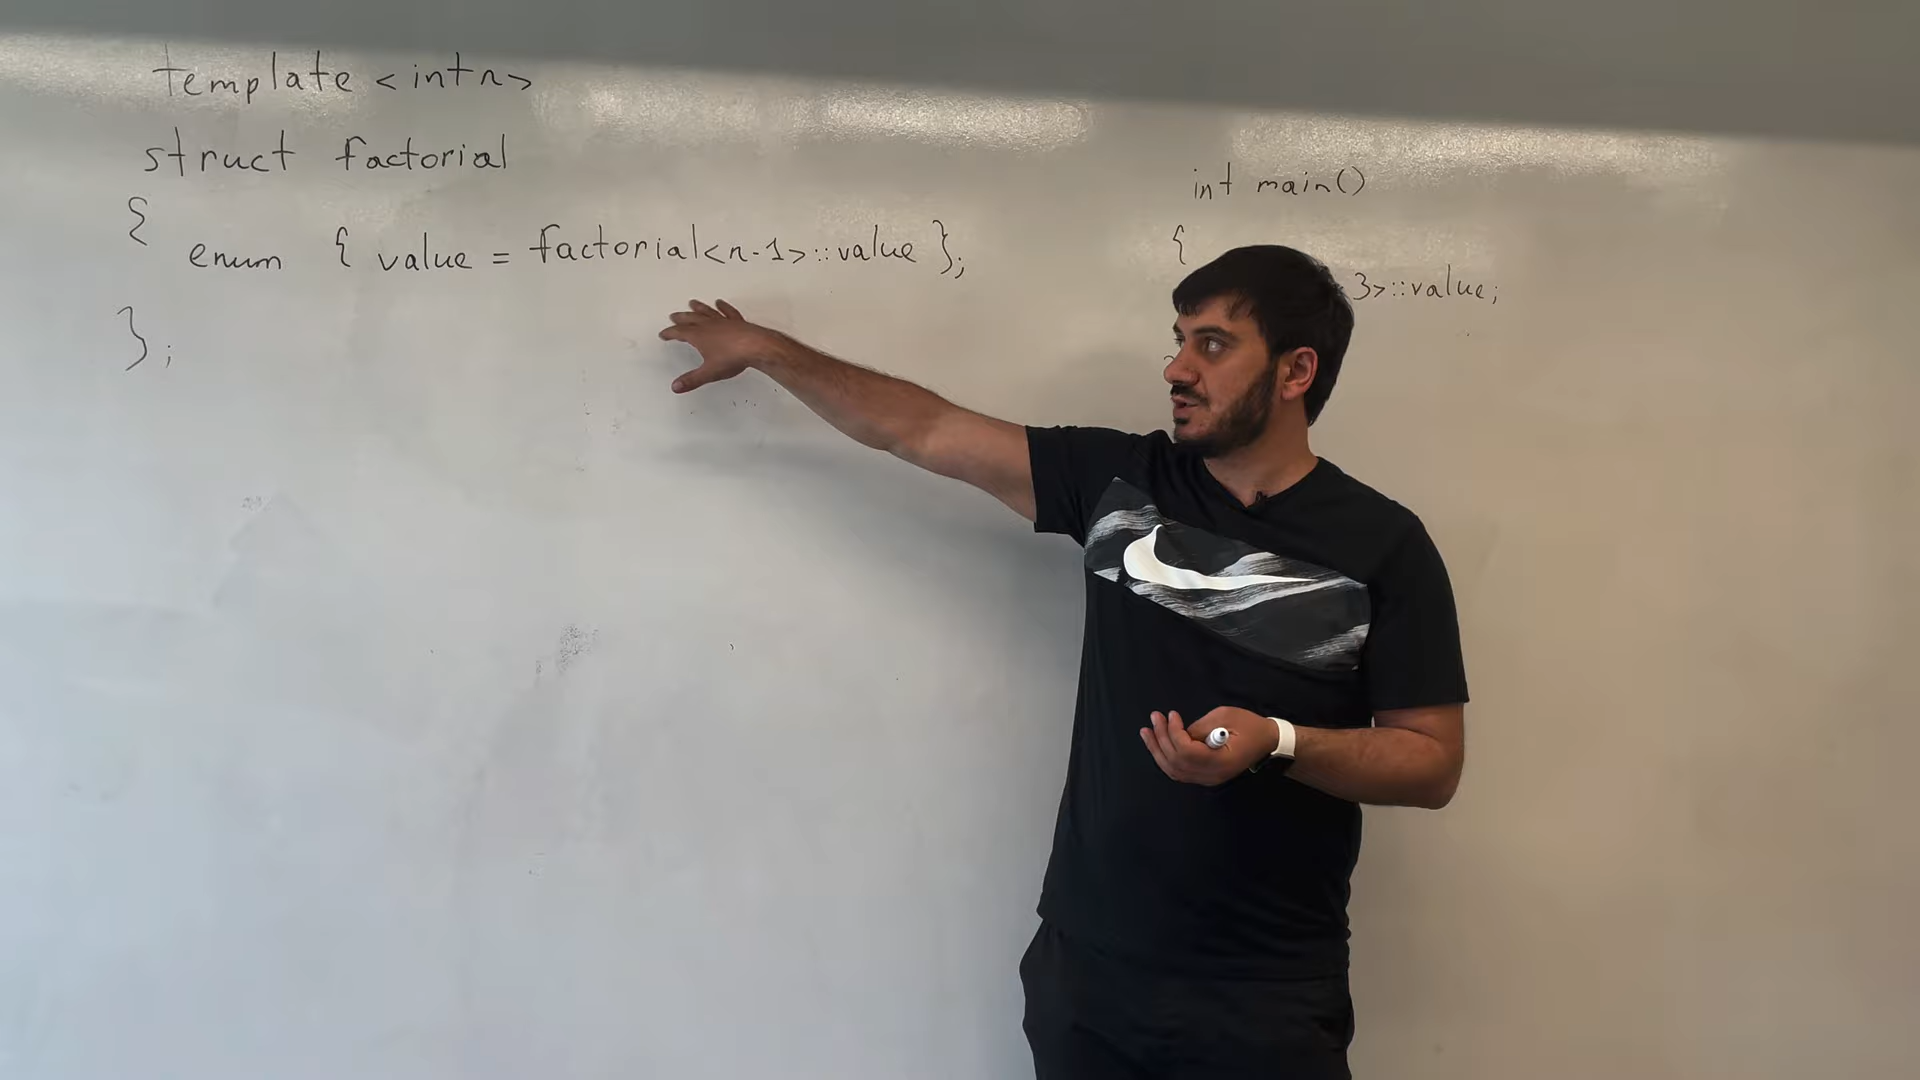 template <int n>
struct factorial
{
enum { value = factorial<n-1>::value };
};
int main()
{
3>::value;